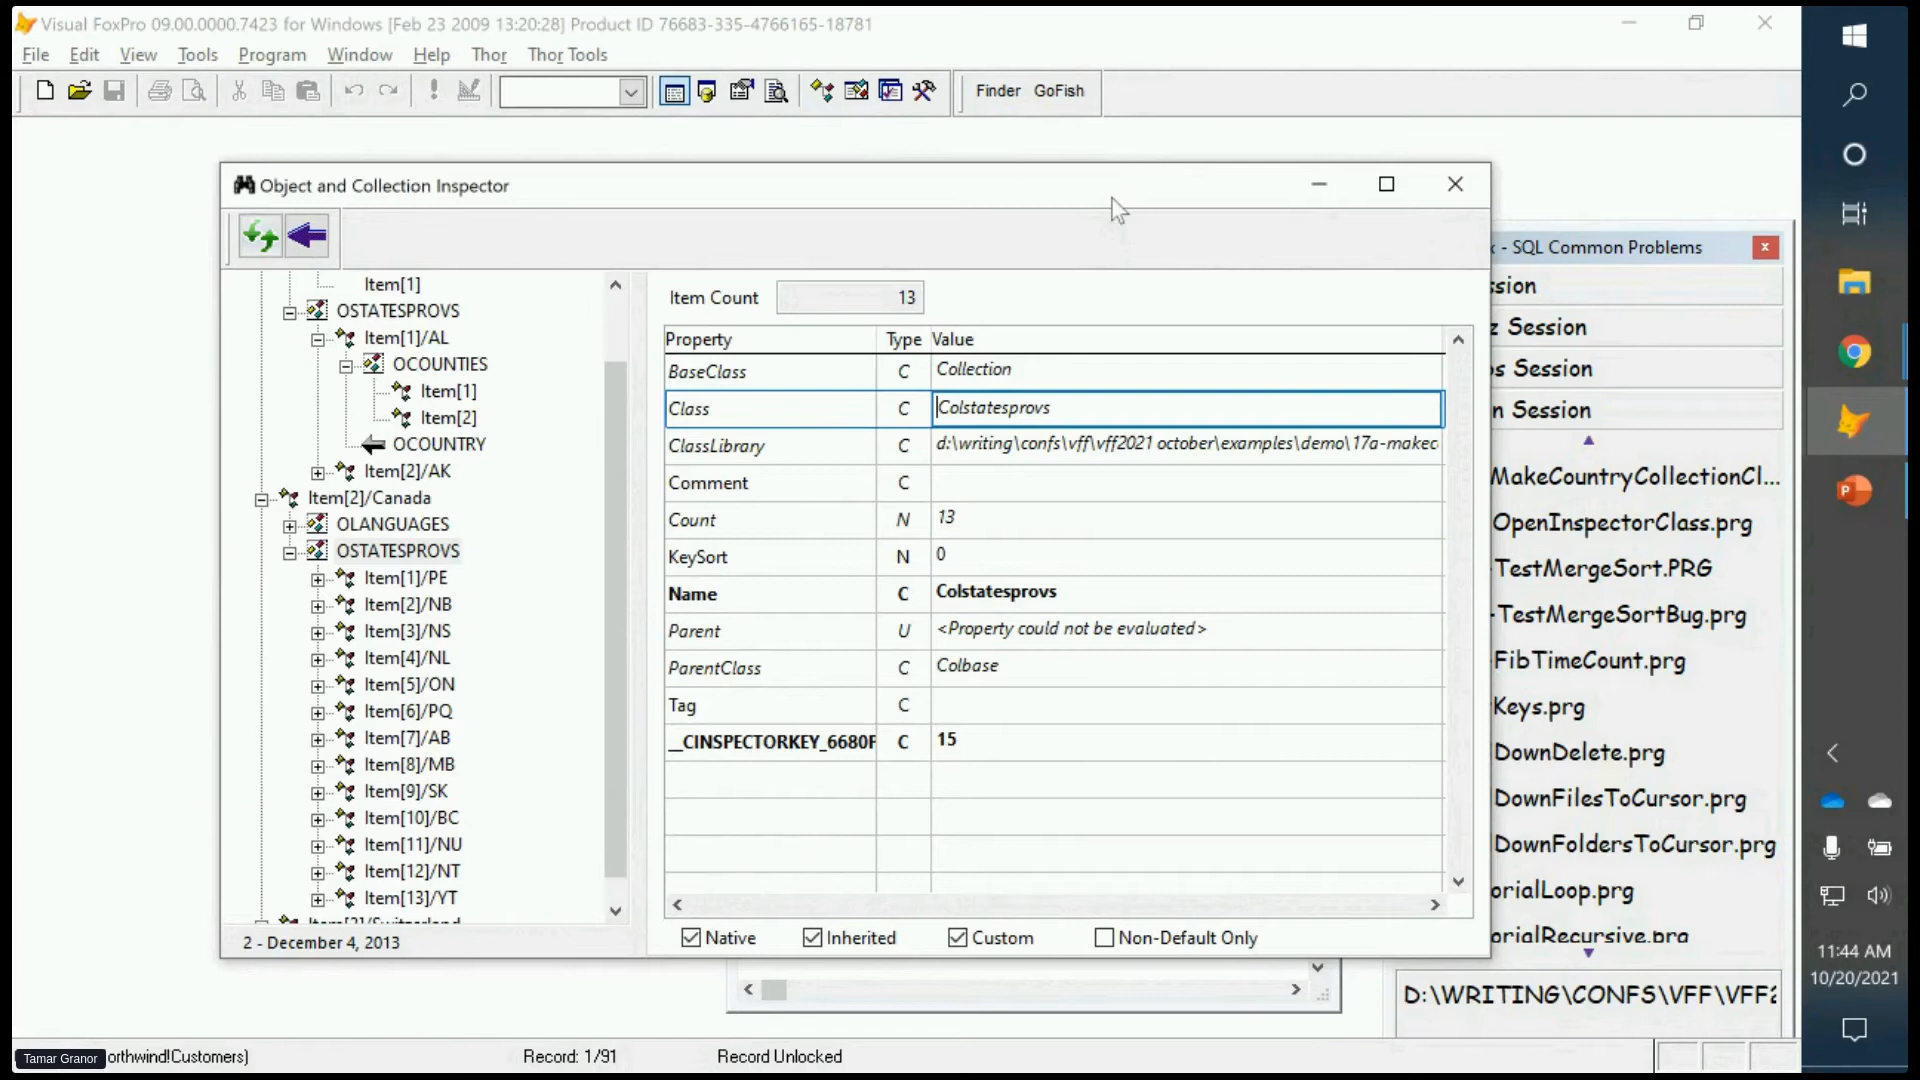 Visual FoxPro 09.00.0000.7423 for Windows [Feb 23 2009 13:20:28] Product ID 76683-335-4766165-18781
File Edit View Tools Program Window Help Thor Thor Tools
Finder GoFish
Object and Collection Inspector
Item[1]
OSTATESPROVS
Item[1]/AL
OCOUNTIES
Item[1]
Item[2]
OCOUNTRY
Item[2]/AK
Item[2]/Canada
OLANGUAGES
OSTATESPROVS
Item[1]/PE
Item[2]/NB
Item[3]/NS
Item[4]/NL
Item[5]/ON
Item[6]/PQ
Item[7]/AB
Item[8]/MB
Item[9]/SK
Item[10]/BC
Item[11]/NU
Item[12]/NT
Item[13]/YT
2 - December 4, 2013
Item Count 13
Property Type Value
BaseClass C Collection
Class C Colstatesprovs
ClassLibrary C d:\writing\confs\vff\vff2021 october\examples\demo\17a-makec
Comment C
Count N 13
KeySort N 0
Name C Colstatesprovs
Parent U <Property could not be evaluated>
ParentClass C Colbase
Tag C
__CINSPECTORKEY_6680F C 15
Native Inherited Custom Non-Default Only
- SQL Common Problems
ssion
z Session
os Session
n Session
MakeCountryCollectionCl...
OpenInspectorClass.prg
-TestMergeSort.PRG
-TestMergeSortBug.prg
-FibTimeCount.prg
Keys.prg
DownDelete.prg
DownFilesToCursor.prg
DownFoldersToCursor.prg
orialLoop.prg
orialRecursive.prg
D:\WRITING\CONFS\VFF\VFF2
11:44 AM
10/20/2021
Tamar Granor
orthwind!Customers) Record: 1/91 Record Unlocked